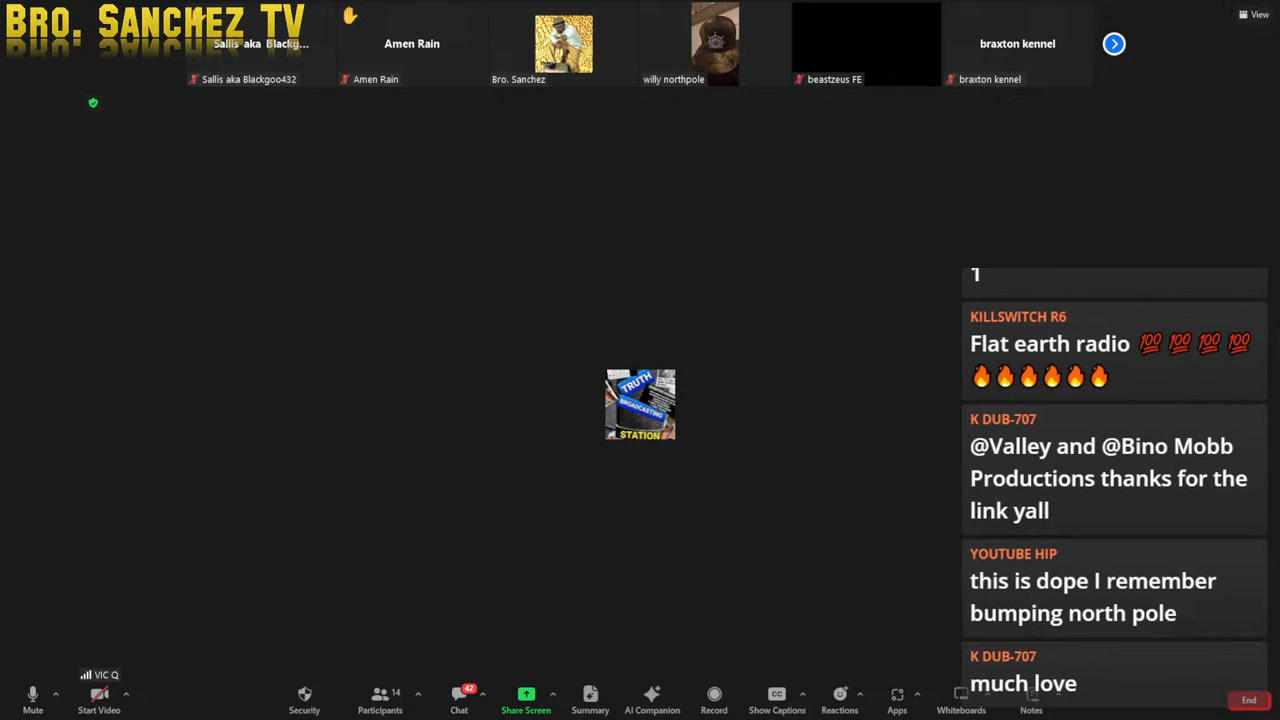 Bro. Sanchez TV
Sallis aka Blackg...
Amen Rain
braxton kennel
View
Sallis aka Blackgoo432
Amen Rain
Bro. Sanchez
willy northpole
beastzeus FE
braxton kennel
1
KILLSWITCH R6
Flat earth radio 💯 💯 💯 💯
🔥🔥🔥🔥🔥🔥
K DUB-707
@Valley and @Bino Mobb
Productions thanks for the
link yall
YOUTUBE HIP
this is dope I remember
bumping north pole
K DUB-707
much love
TRUTH
BROADCASTING
STATION
VIC Q
Mute
Start Video
Security
14
Participants
42
Chat
Share Screen
Summary
AI Companion
Record
CC
Show Captions
Reactions
Apps
Whiteboards
Notes
End